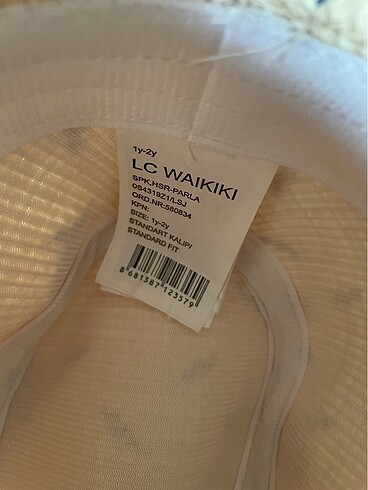 1y-2y
LC WAIKIKI
SPK,HSR-PARLA
0S4319Z1/LSJ
ORD.NR:580834
KPN:
SIZE: 1y-2y
STANDART KALIP/
STANDARD FIT
8 681387 123579